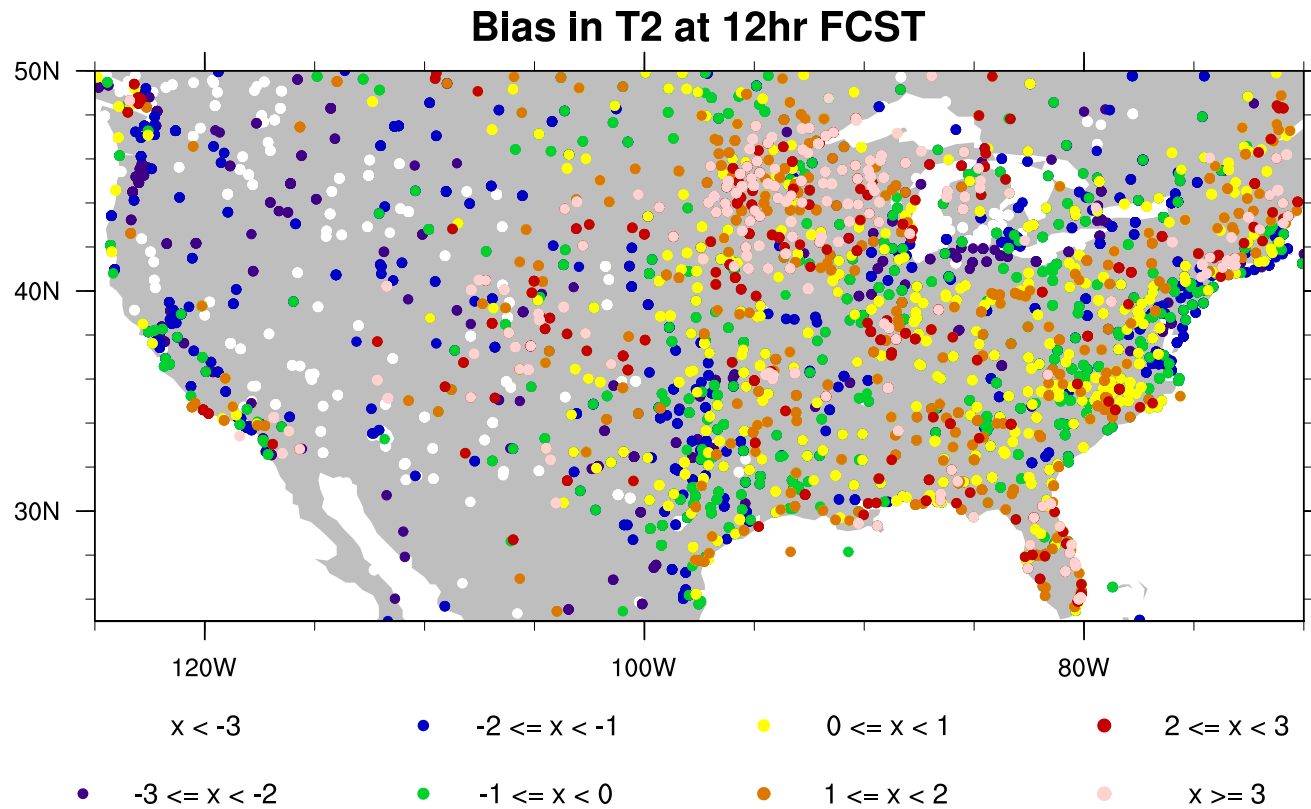 Bias in T2 at 12hr FCST
50N
40N
30N
120W 100W 80W
x < -3 -2 <= x < -1 0 <= x < 1 2 <= x < 3
-3 <= x < -2 -1 <= x < 0 1 <= x < 2 x >= 3